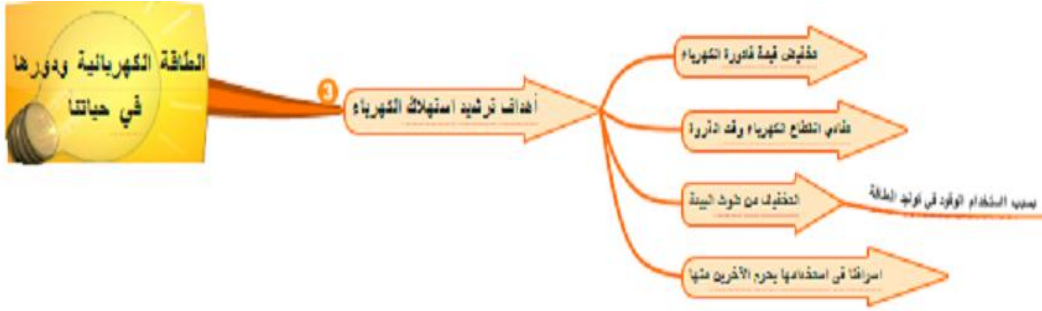 الطاقة الكهربائية ودورها
في حياتنا
3
أهداف ترشيد استهلاك الكهرباء
تخفيض قيمة فاتورة الكهرباء
تفادي انقطاع الكهرباء وقت الذروة
التخفيف من تلوث البيئة
بسبب استخدام الوقود في توليد الطاقة
اسرافنا في استخدامها يحرم الآخرين منها